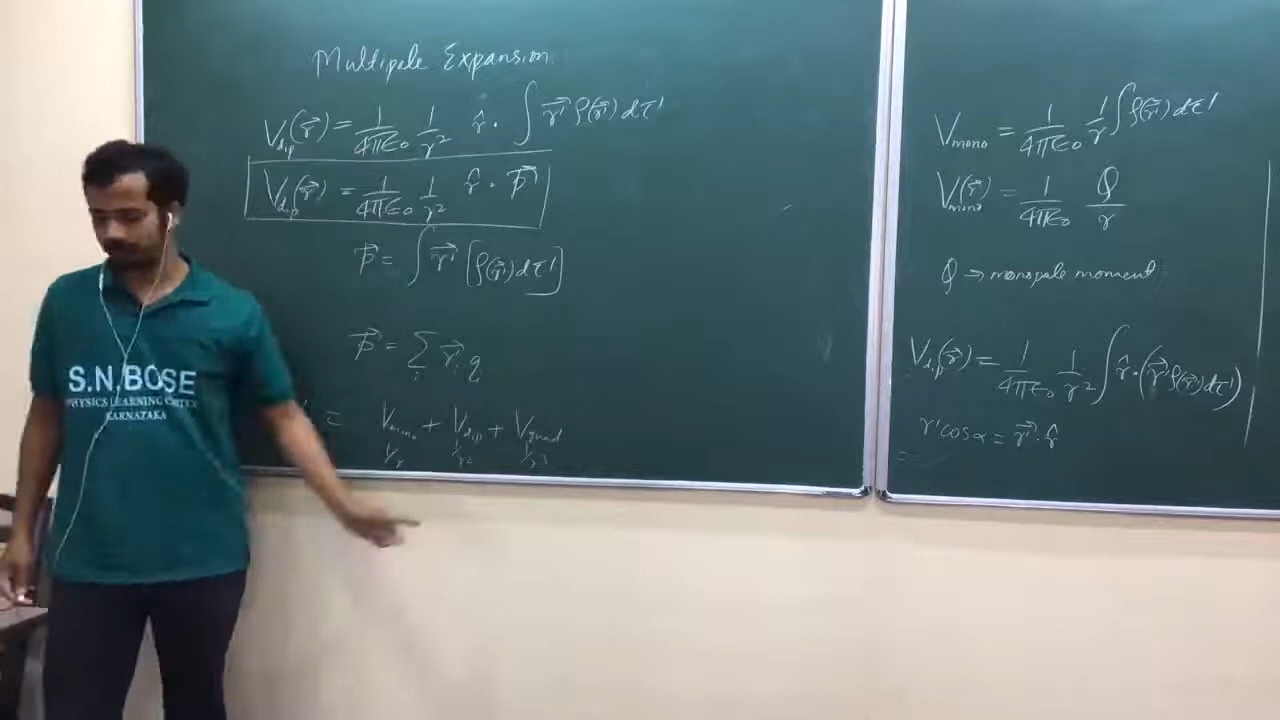 Multipole Expansion
V_dip(r⃗) = 1/4πε₀ 1/r² r̂ · ∫ r⃗' ρ(r⃗') dτ'
V_dip(r⃗) = 1/4πε₀ 1/r² r̂ · p⃗
p⃗ = ∫ r⃗' [ρ(r⃗') dτ']
p⃗ = Σ_i r⃗_i q
= V_mono + V_dip + V_quad
1/r 1/r² 1/r³
V_mono = 1/4πε₀ 1/r ∫ ρ(r⃗') dτ'
V_mono(r⃗) = 1/4πε₀ Q/r
Q → monopole moment
V_dip(r⃗) = 1/4πε₀ 1/r² ∫ r̂ · (r⃗' ρ(r⃗') dτ')
r' cos α = r⃗' · r̂
S.N.BOSE
PHYSICS LEARNING CENTER
KARNATAKA